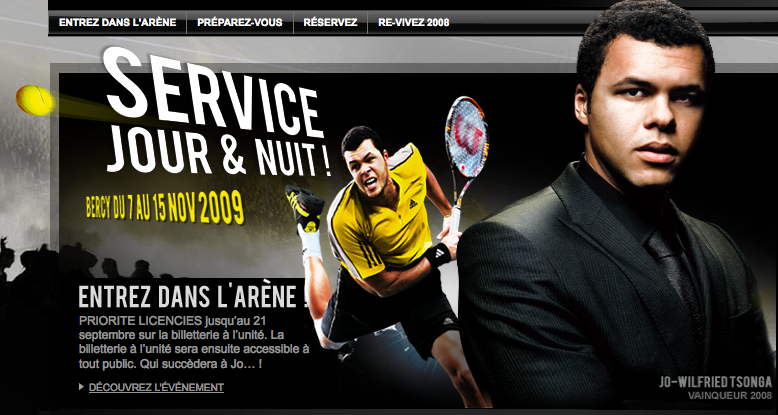 ENTREZ DANS L'ARÈNE
PRÉPAREZ-VOUS
RÉSERVEZ
RE-VIVEZ 2008
SERVICE
JOUR & NUIT !
BERCY DU 7 AU 15 NOV 2009
ENTREZ DANS L'ARÈNE !
PRIORITE LICENCIES jusqu'au 21
septembre sur la billetterie à l'unité. La
billetterie à l'unité sera ensuite accessible à
tout public. Qui succèdera à Jo… !
DÉCOUVREZ L'ÉVÉNEMENT
JO-WILFRIED TSONGA
VAINQUEUR 2008